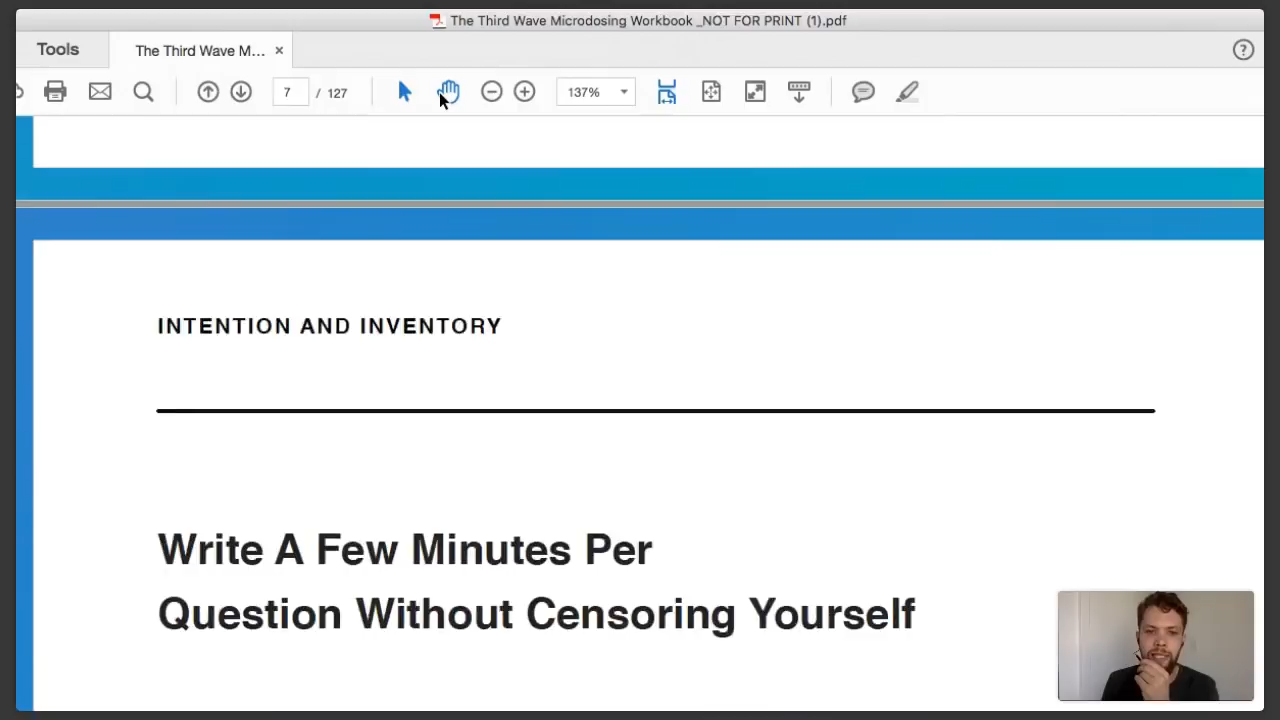 The Third Wave Microdosing Workbook _NOT FOR PRINT (1).pdf
Tools
The Third Wave M... ×
?
7 / 127
137%
INTENTION AND INVENTORY
Write A Few Minutes Per
Question Without Censoring Yourself